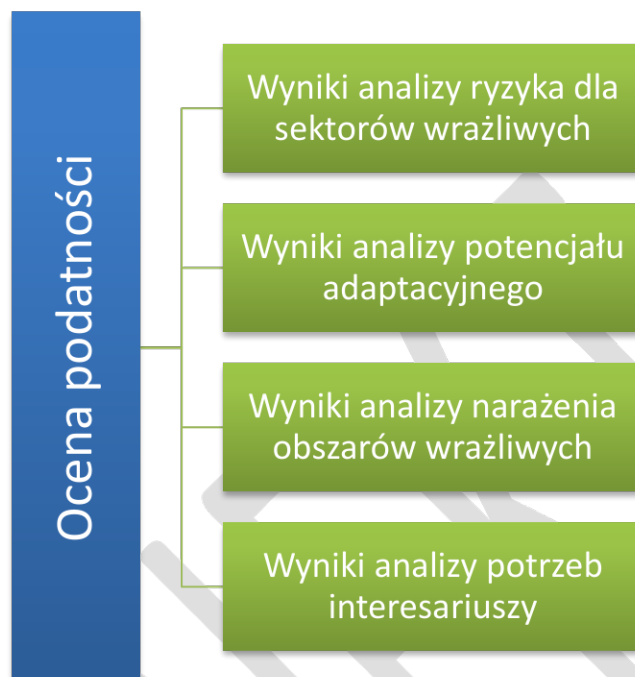 Ocena podatności
Wyniki analizy ryzyka dla
sektorów wrażliwych
Wyniki analizy potencjału
adaptacyjnego
Wyniki analizy narażenia
obszarów wrażliwych
Wyniki analizy potrzeb
interesariuszy